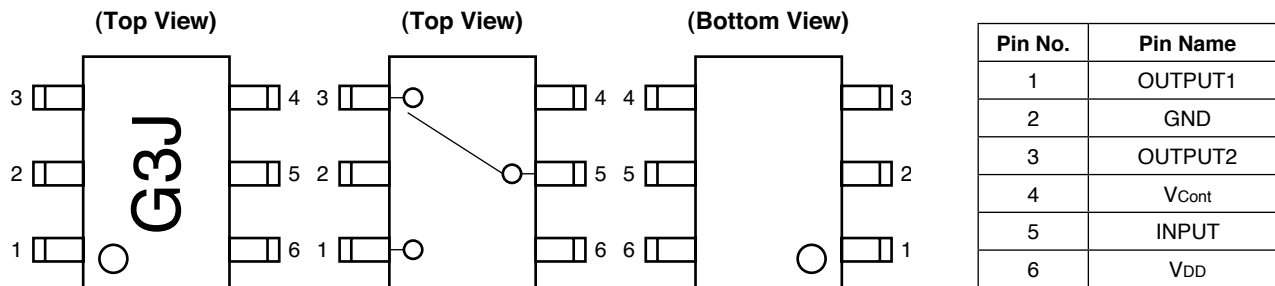 (Top View)
3
4
2
5
1
6
G3J
(Top View)
3
4
2
5
1
6
(Bottom View)
4
3
5
2
6
1
Pin No. Pin Name
1 OUTPUT1
2 GND
3 OUTPUT2
4 VCont
5 INPUT
6 VDD